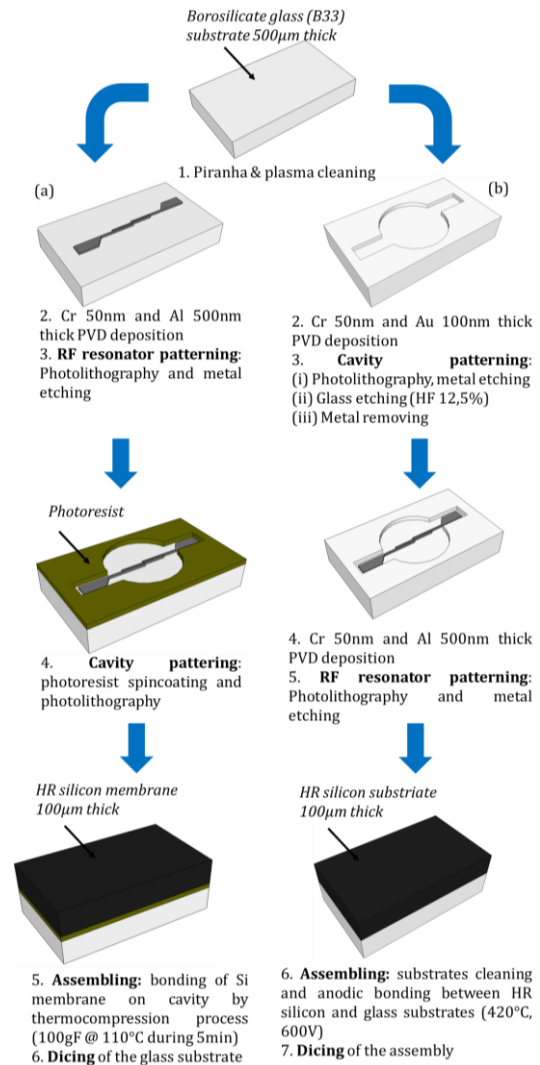 Borosilicate glass (B33)
substrate 500µm thick
1. Piranha & plasma cleaning
(a)
2. Cr 50nm and Al 500nm
thick PVD deposition
3. RF resonator patterning:
Photolithography and metal
etching
Photoresist
4. Cavity pattering:
photoresist spincoating and
photolithography
HR silicon membrane
100µm thick
5. Assembling: bonding of Si
membrane on cavity by
thermocompression process
(100gF @ 110°C during 5min)
6. Dicing of the glass substrate
(b)
2. Cr 50nm and Au 100nm thick
PVD deposition
3. Cavity patterning:
(i) Photolithography, metal etching
(ii) Glass etching (HF 12,5%)
(iii) Metal removing
4. Cr 50nm and Al 500nm thick
PVD deposition
5. RF resonator patterning:
Photolithography and metal
etching
HR silicon substriate
100µm thick
6. Assembling: substrates cleaning
and anodic bonding between HR
silicon and glass substrates (420°C,
600V)
7. Dicing of the assembly